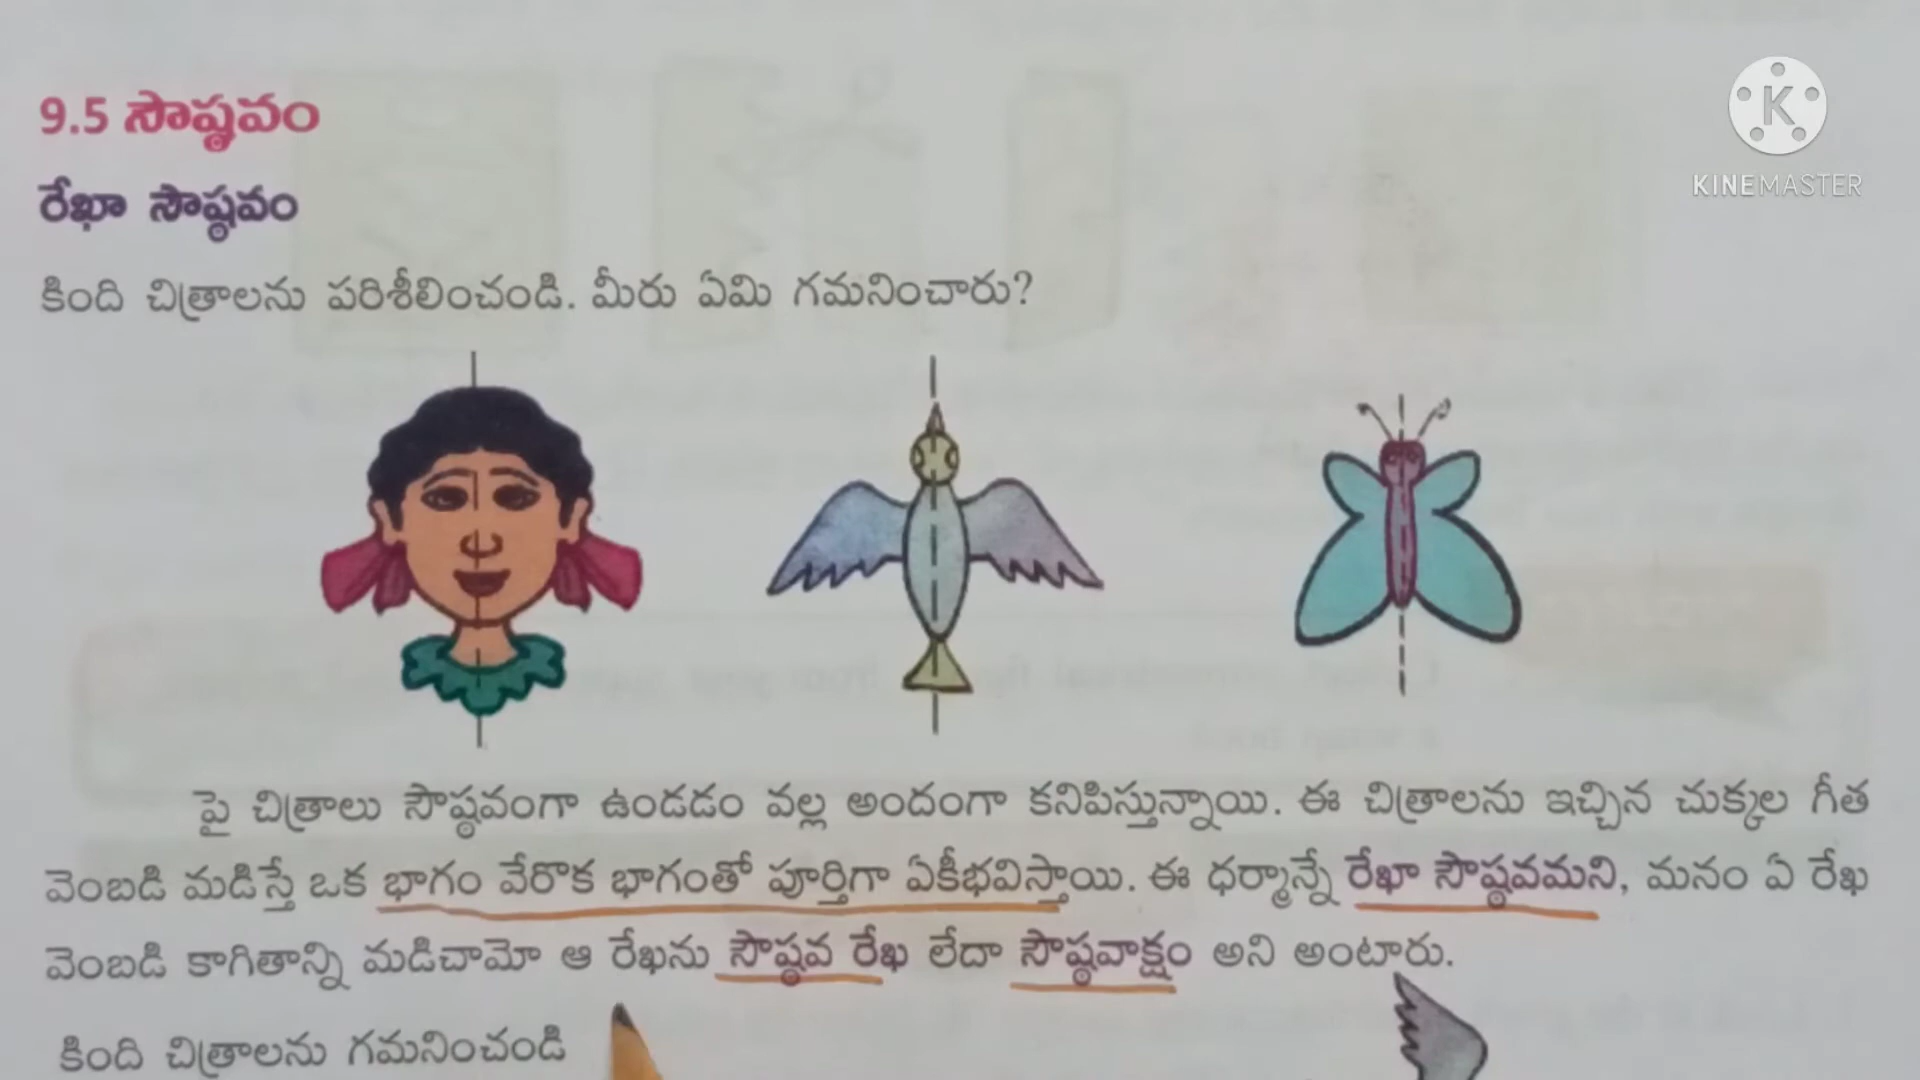 9.5 సౌష్ఠవం
K
KINEMASTER
రేఖా సౌష్ఠవం
కింది చిత్రాలను పరిశీలించండి. మీరు ఏమి గమనించారు?
పై చిత్రాలు సౌష్ఠవంగా ఉండడం వల్ల అందంగా కనిపిస్తున్నాయి. ఈ చిత్రాలను ఇచ్చిన చుక్కల గీత
వెంబడి మడిస్తే ఒక భాగం వేరొక భాగంతో పూర్తిగా ఏకీభవిస్తాయి. ఈ ధర్మాన్నే రేఖా సౌష్ఠవమని, మనం ఏ రేఖ
వెంబడి కాగితాన్ని మడిచామో ఆ రేఖను సౌష్ఠవ రేఖ లేదా సౌష్ఠవాక్షం అని అంటారు.
కింది చిత్రాలను గమనించండి